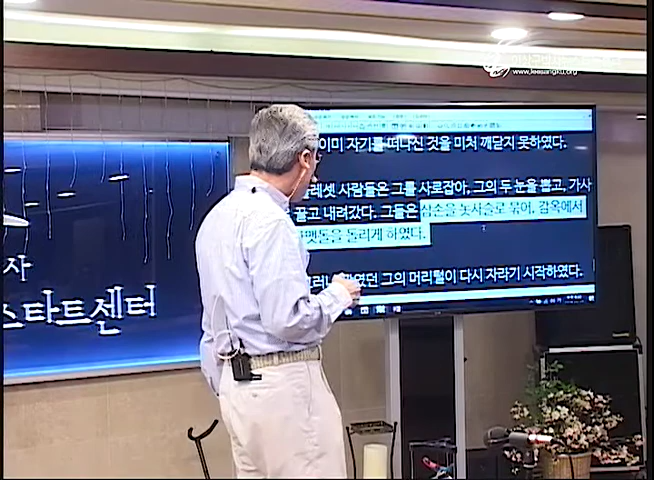 www.leesangku.org
이미 자기를 떠나신 것을 미처 깨닫지 못하였다.
레셋 사람들은 그를 사로잡아, 그의 두 눈을 뽑고, 가사
끌고 내려갔다. 그들은 삼손을 놋사슬로 묶어, 감옥에서
맷돌을 돌리게 하였다.
그의 머리털이 다시 자라기 시작하였다.
사
스타트센터